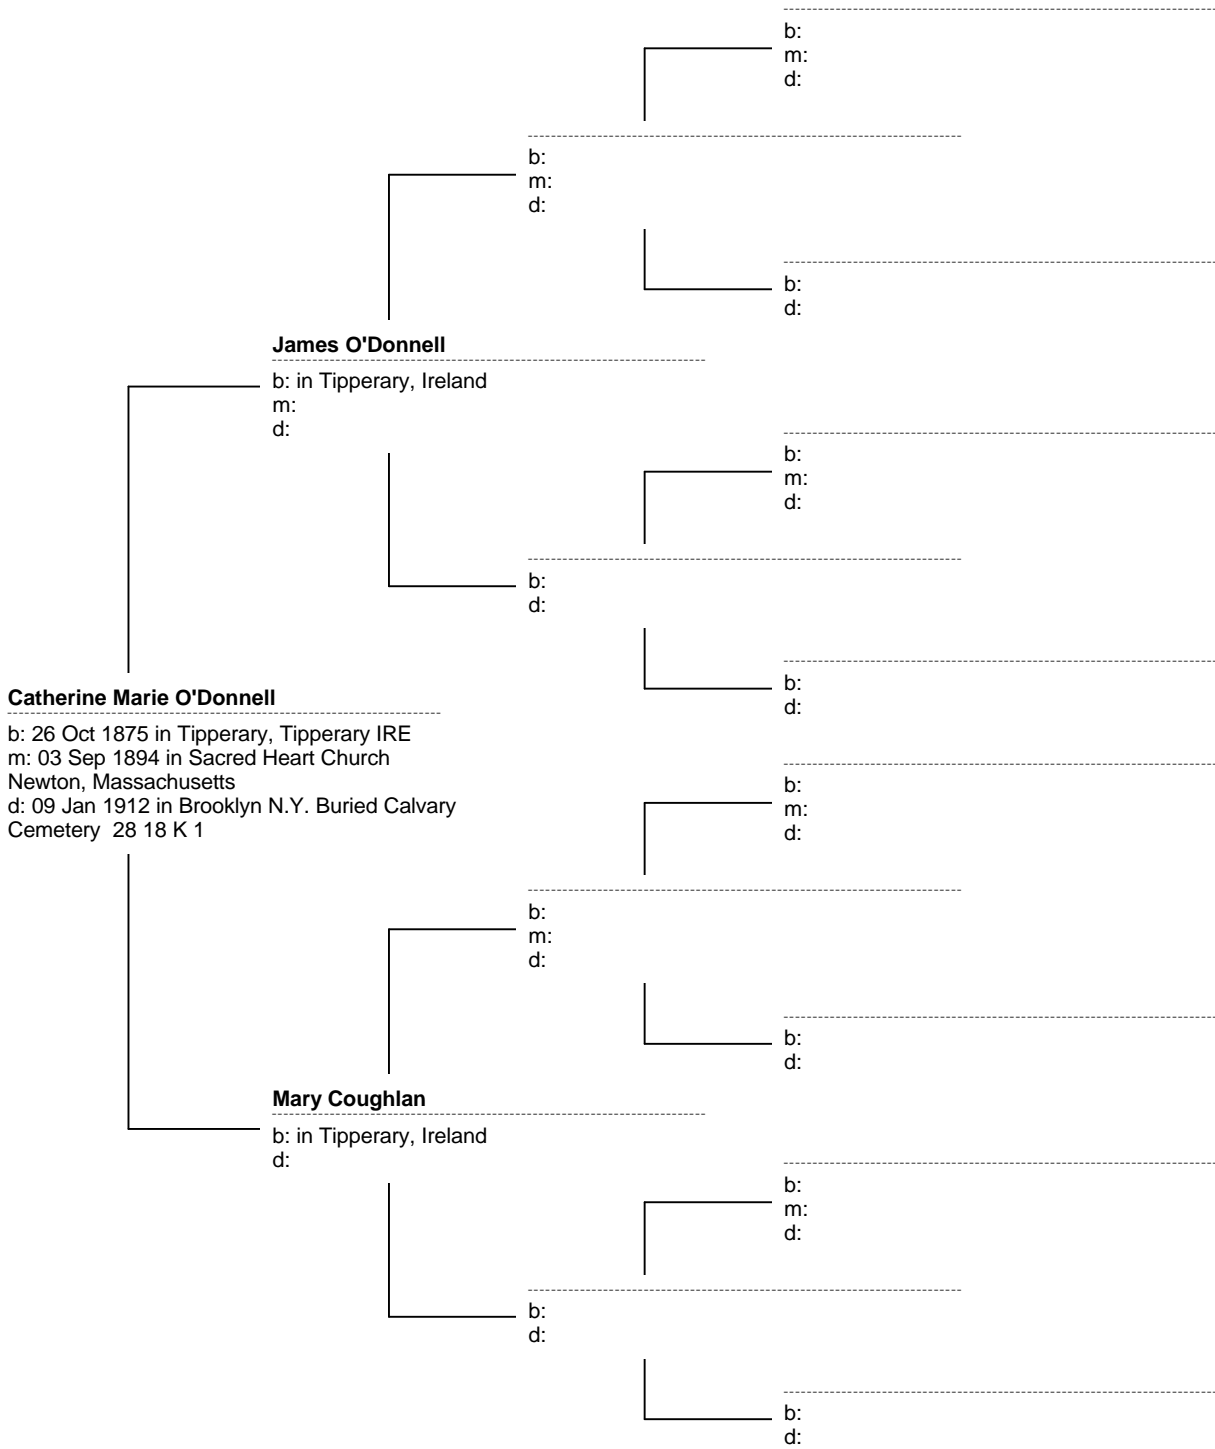 b:
m:
d:
b:
m:
d:
b:
d:
James O'Donnell
b: in Tipperary, Ireland
m:
d:
b:
m:
d:
b:
d:
b:
d:
Catherine Marie O'Donnell
b: 26 Oct 1875 in Tipperary, Tipperary IRE
m: 03 Sep 1894 in Sacred Heart Church
Newton, Massachusetts
d: 09 Jan 1912 in Brooklyn N.Y. Buried Calvary
Cemetery  28 18 K 1
b:
m:
d:
b:
m:
d:
b:
d:
Mary Coughlan
b: in Tipperary, Ireland
d:
b:
m:
d:
b:
d:
b:
d: